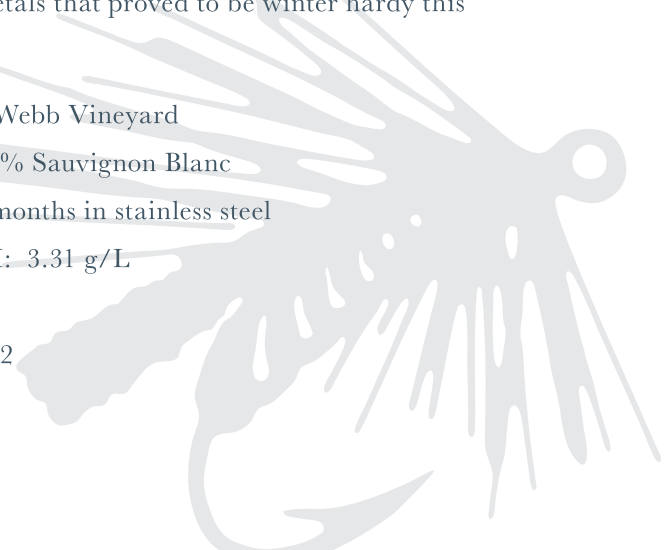 etals that proved to be winter hardy this
Webb Vineyard
% Sauvignon Blanc
months in stainless steel
: 3.31 g/L
2